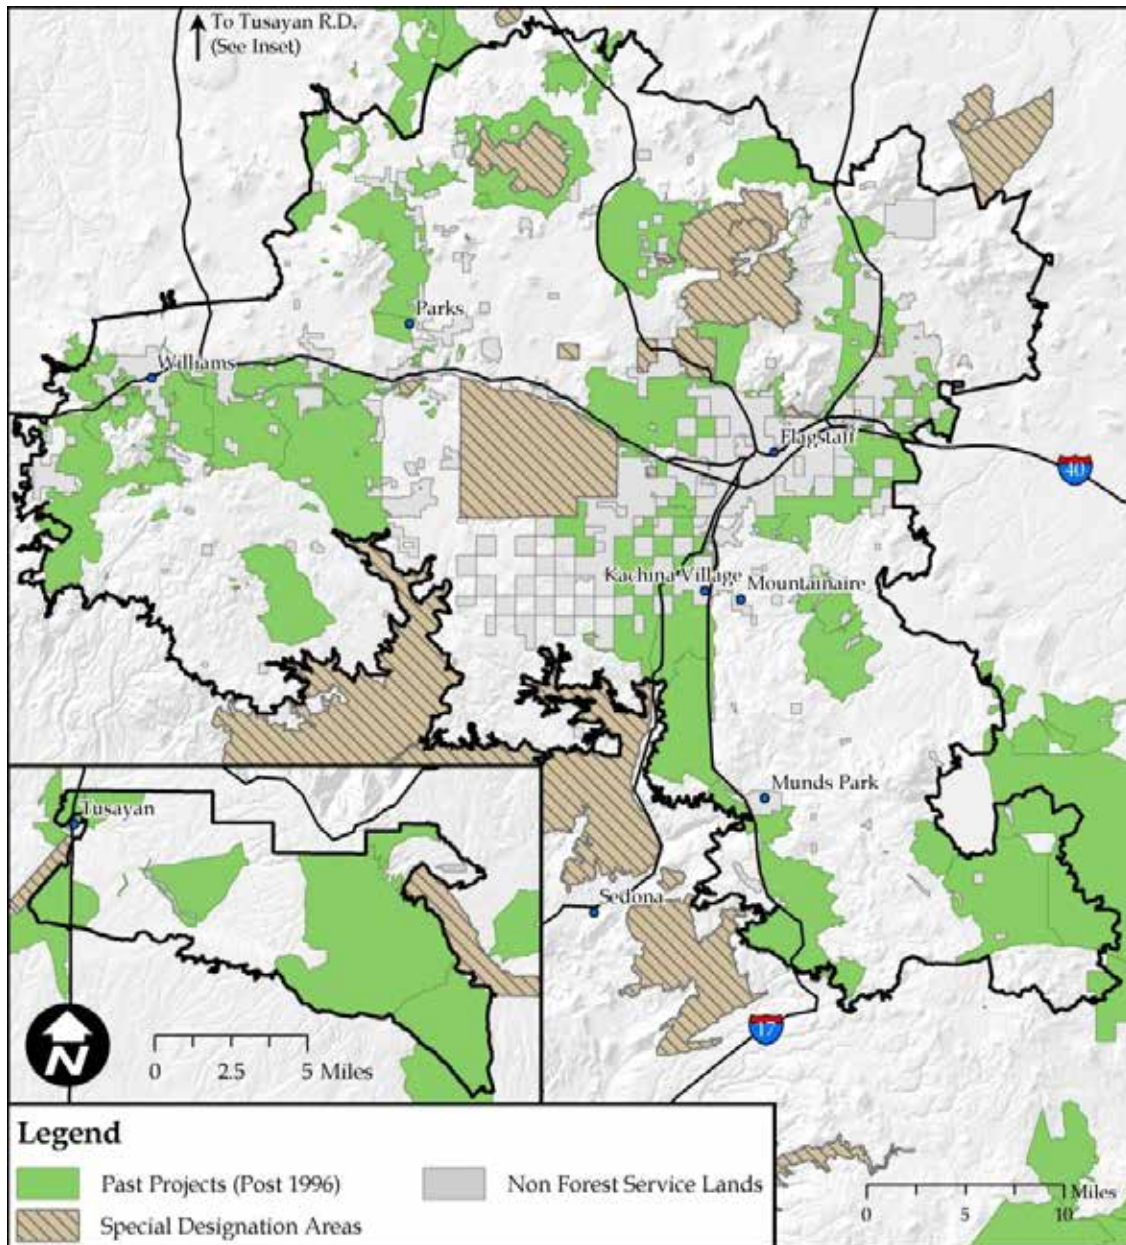 To Tusayan R.D.
(See Inset)
Parks
Williams
Flagstaff
40
Kachina Village
Mountainaire
Munds Park
Tusayan
Sedona
17
N
0 2.5 5 Miles
Legend
Past Projects (Post 1996)
Non Forest Service Lands
Special Designation Areas
Miles
0 5 10